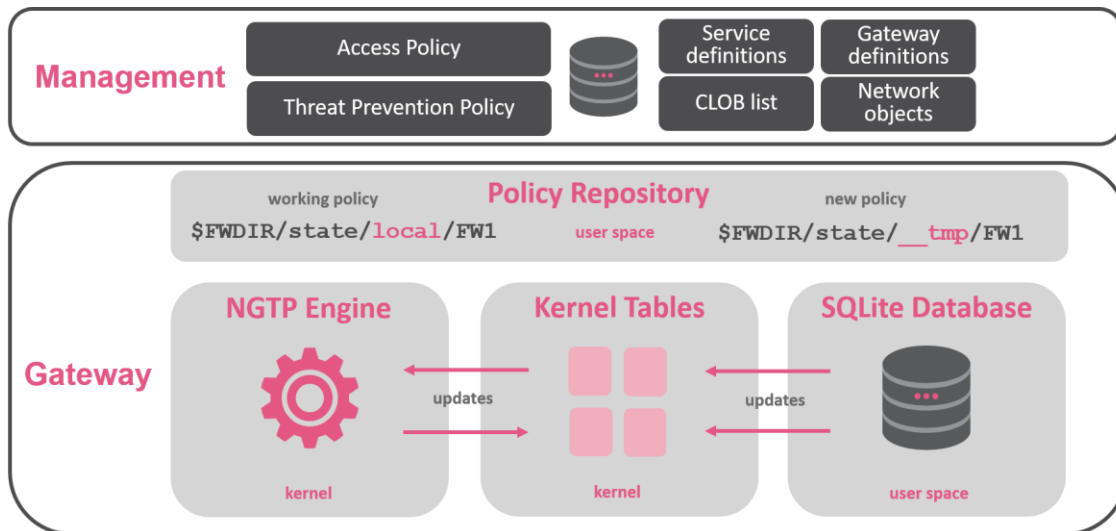 Management
Access Policy
Threat Prevention Policy
Service
definitions
Gateway
definitions
CLOB list
Network
objects
Gateway
Policy Repository
working policy
new policy
$FWDIR/state/local/FW1
user space
$FWDIR/state/__tmp/FW1
NGTP Engine
updates
kernel
Kernel Tables
updates
kernel
SQLite Database
user space